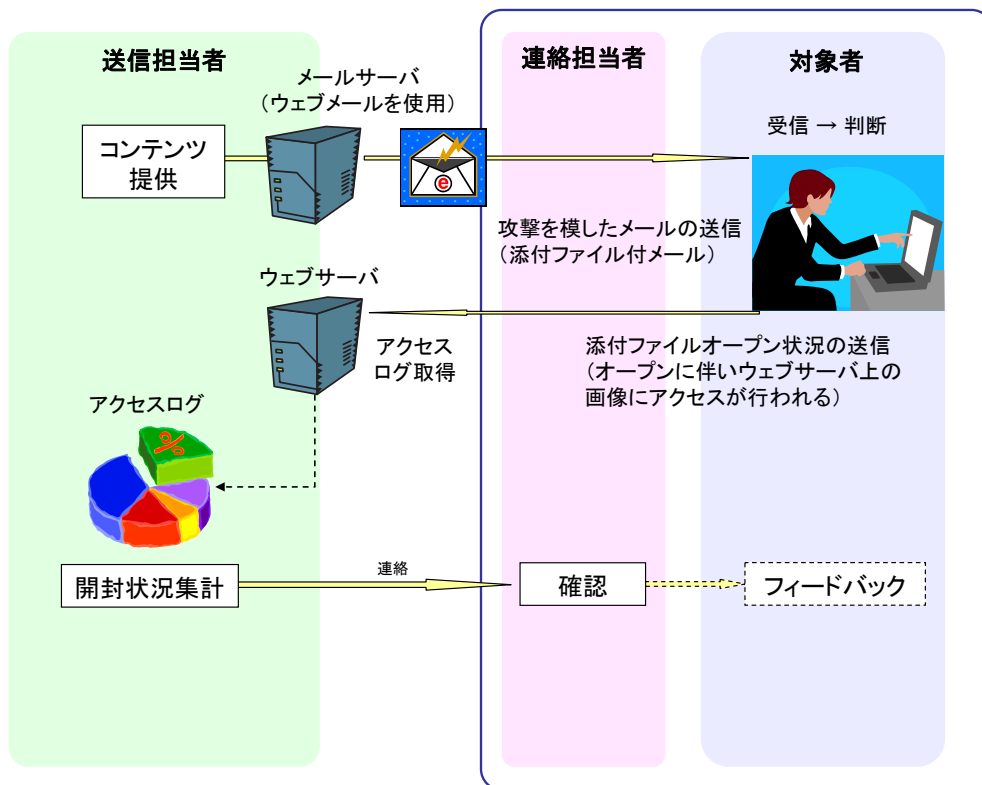 送信担当者
連絡担当者
対象者
メールサーバ
（ウェブメールを使用）
受信 → 判断
コンテンツ
提供
e
攻撃を模したメールの送信
（添付ファイル付メール）
ウェブサーバ
アクセス
ログ取得
添付ファイルオープン状況の送信
（オープンに伴いウェブサーバ上の
画像にアクセスが行われる）
アクセスログ
%
開封状況集計
連絡
確認
フィードバック